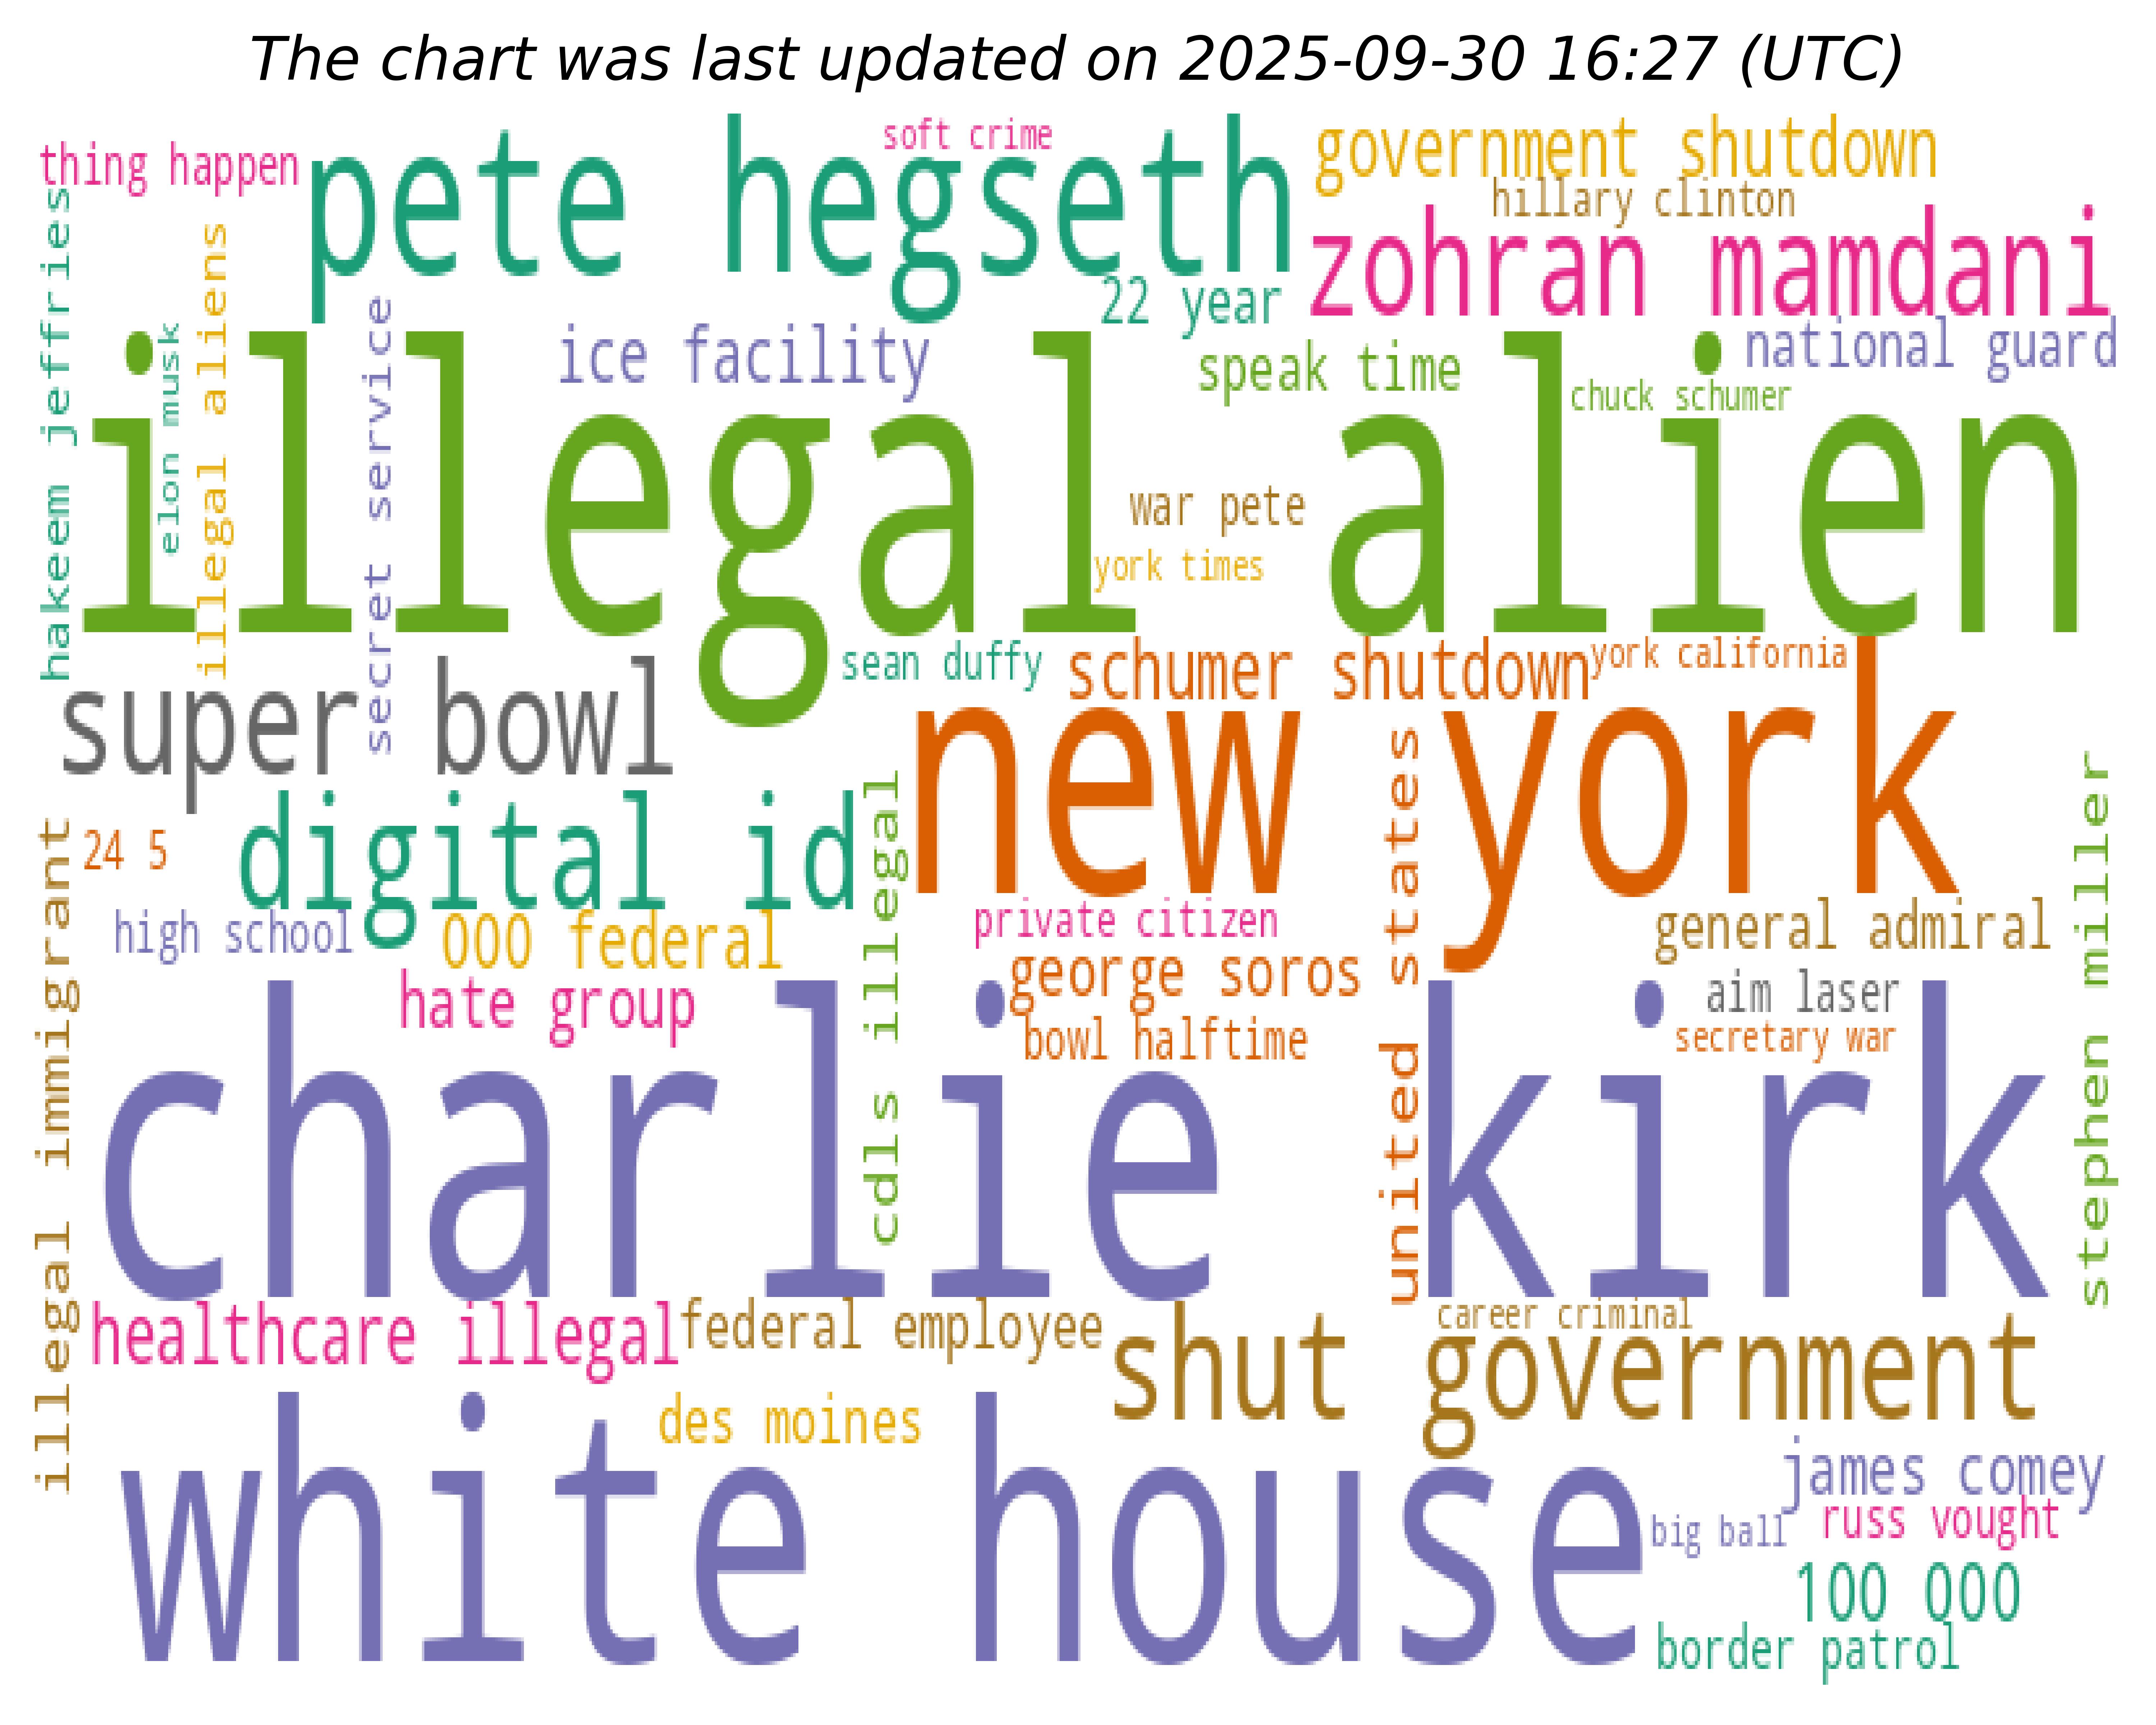 The chart was last updated on 2025-09-30 16:27 (UTC)
thing happen
pete hegseth
soft crime
government shutdown
hillary clinton
zohran mamdani
22 year
hakeem jeffries
elon musk
illegal aliens
secret service
ice facility
speak time
national guard
chuck schumer
illegal alien
war pete
york times
sean duffy
schumer shutdown
york california
super bowl
new york
digital id
24 5
high school
000 federal
cdls illegal
private citizen
united states
general admiral
stephen miller
illegal immigrant
hate group
george soros
aim laser
bowl halftime
secretary war
charlie kirk
healthcare illegal
federal employee
career criminal
shut government
des moines
white house
james comey
russ vought
big ball
100 000
border patrol